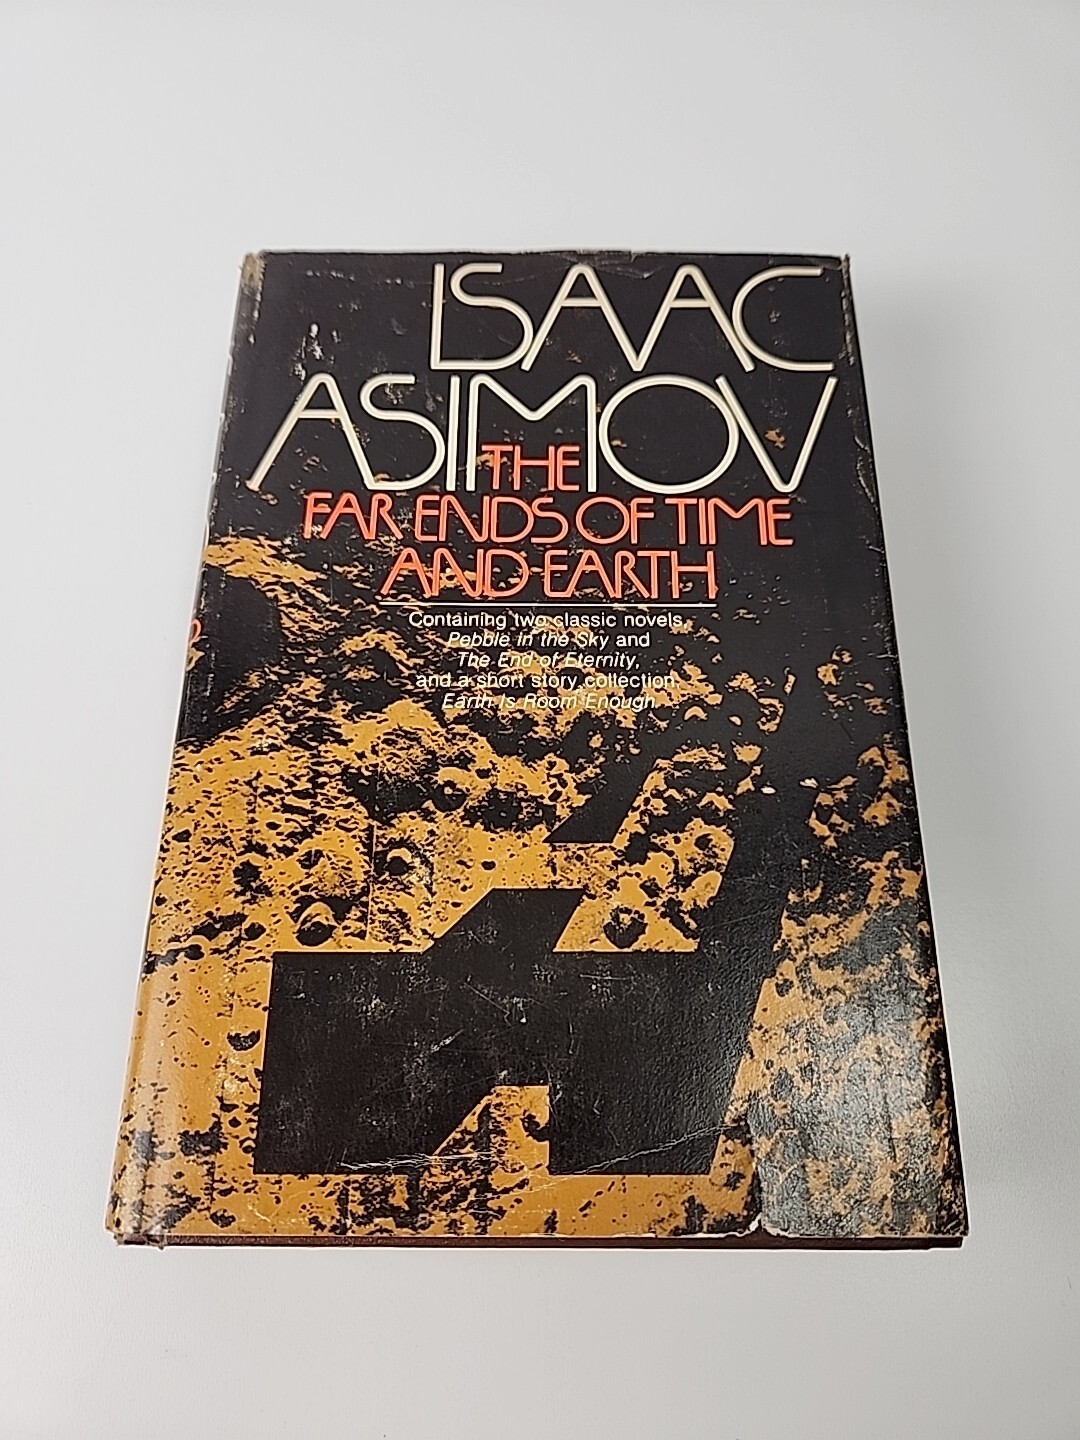 ISAAC
ASIMOV
THE
FAR ENDS OF TIME
AND EARTH
Containing two classic novels,
Pebble in the Sky and
The End of Eternity,
and a short story collection,
Earth Is Room Enough